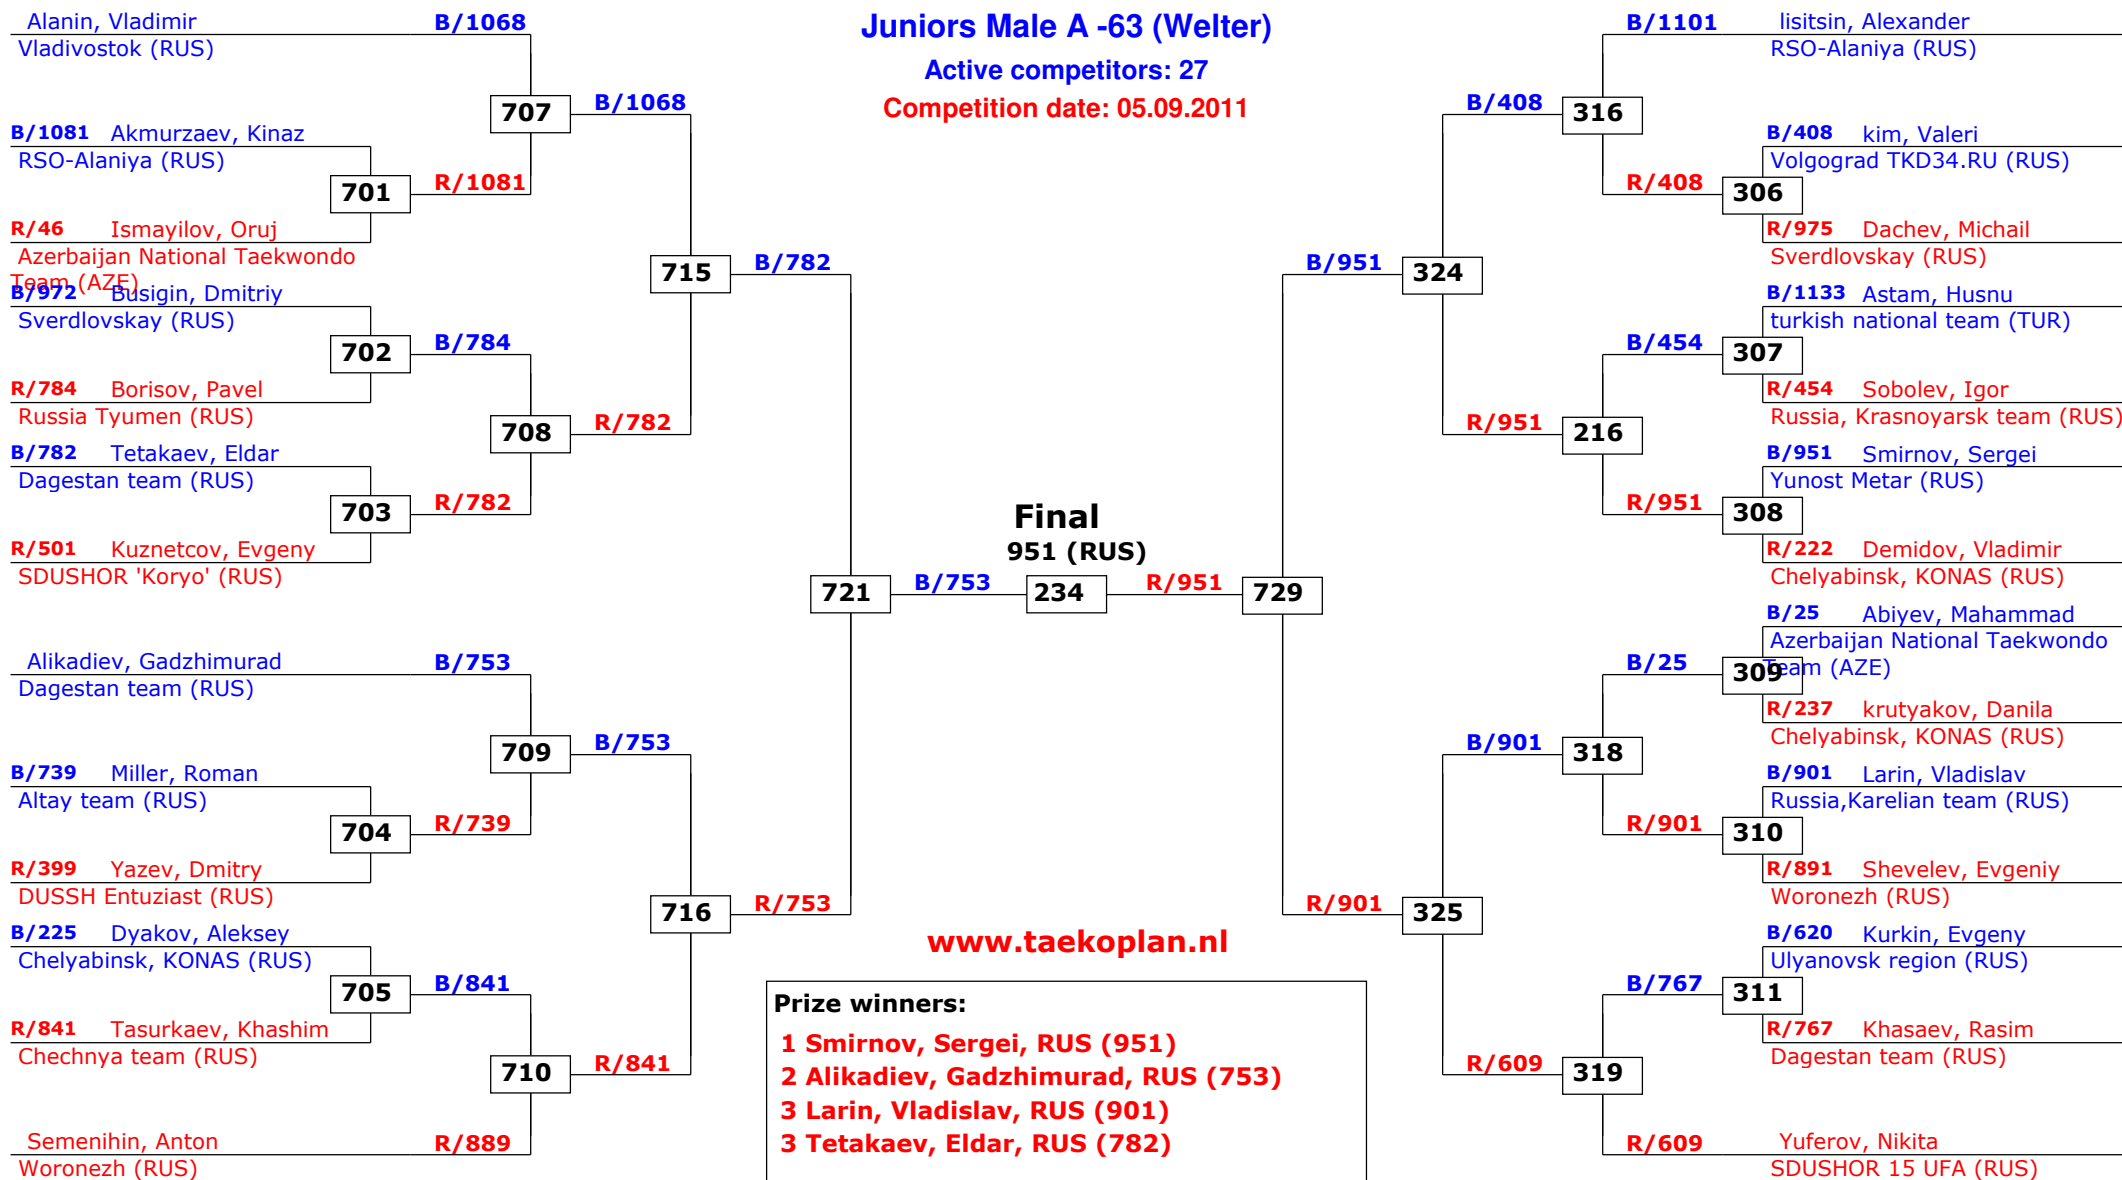 Juniors Male A -63 (Welter)
Active competitors: 27
Competition date: 05.09.2011
Alanin, Vladimir
Vladivostok (RUS)
B/1068
B/1081 Akmurzaev, Kinaz
RSO-Alaniya (RUS)
701
R/1081
R/46 Ismayilov, Oruj
Azerbaijan National Taekwondo
Team (AZE)
707
B/1068
B/972 Busigin, Dmitriy
Sverdlovskay (RUS)
702
B/784
R/784 Borisov, Pavel
Russia Tyumen (RUS)
708
R/782
B/782 Tetakaev, Eldar
Dagestan team (RUS)
703
R/782
R/501 Kuznetcov, Evgeny
SDUSHOR 'Koryo' (RUS)
715
B/782
Alikadiev, Gadzhimurad
Dagestan team (RUS)
B/753
709
B/753
B/739 Miller, Roman
Altay team (RUS)
704
R/739
R/399 Yazev, Dmitry
DUSSH Entuziast (RUS)
716
R/753
B/225 Dyakov, Aleksey
Chelyabinsk, KONAS (RUS)
705
B/841
R/841 Tasurkaev, Khashim
Chechnya team (RUS)
710
R/841
Semenihin, Anton
Woronezh (RUS)
R/889
721
B/753
Final
951 (RUS)
234
R/951
729
B/1101
lisitsin, Alexander
RSO-Alaniya (RUS)
B/408
316
B/408 kim, Valeri
Volgograd TKD34.RU (RUS)
R/408
306
R/975 Dachev, Michail
Sverdlovskay (RUS)
B/951
324
B/1133 Astam, Husnu
turkish national team (TUR)
B/454
307
R/454 Sobolev, Igor
Russia, Krasnoyarsk team (RUS)
R/951
216
B/951 Smirnov, Sergei
Yunost Metar (RUS)
R/951
308
R/222 Demidov, Vladimir
Chelyabinsk, KONAS (RUS)
B/25 Abiyev, Mahammad
Azerbaijan National Taekwondo
Team (AZE)
B/25
309
R/237 krutyakov, Danila
Chelyabinsk, KONAS (RUS)
B/901
318
B/901 Larin, Vladislav
Russia,Karelian team (RUS)
R/901
310
R/891 Shevelev, Evgeniy
Woronezh (RUS)
R/901
325
B/620 Kurkin, Evgeny
Ulyanovsk region (RUS)
B/767
311
R/767 Khasaev, Rasim
Dagestan team (RUS)
R/609
319
R/609
Yuferov, Nikita
SDUSHOR 15 UFA (RUS)
www.taekoplan.nl
Prize winners:
1 Smirnov, Sergei, RUS (951)
2 Alikadiev, Gadzhimurad, RUS (753)
3 Larin, Vladislav, RUS (901)
3 Tetakaev, Eldar, RUS (782)